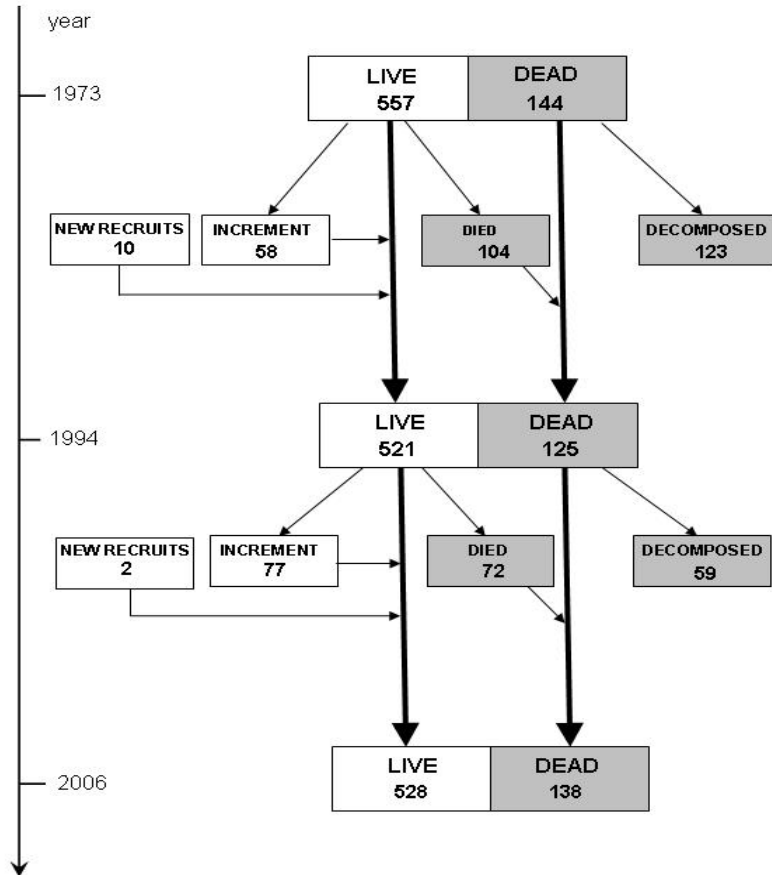 year
1973
LIVE DEAD
557 144
NEW RECRUITS INCREMENT DIED DECOMPOSED
10 58 104 123
1994
LIVE DEAD
521 125
NEW RECRUITS INCREMENT DIED DECOMPOSED
2 77 72 59
2006
LIVE DEAD
528 138